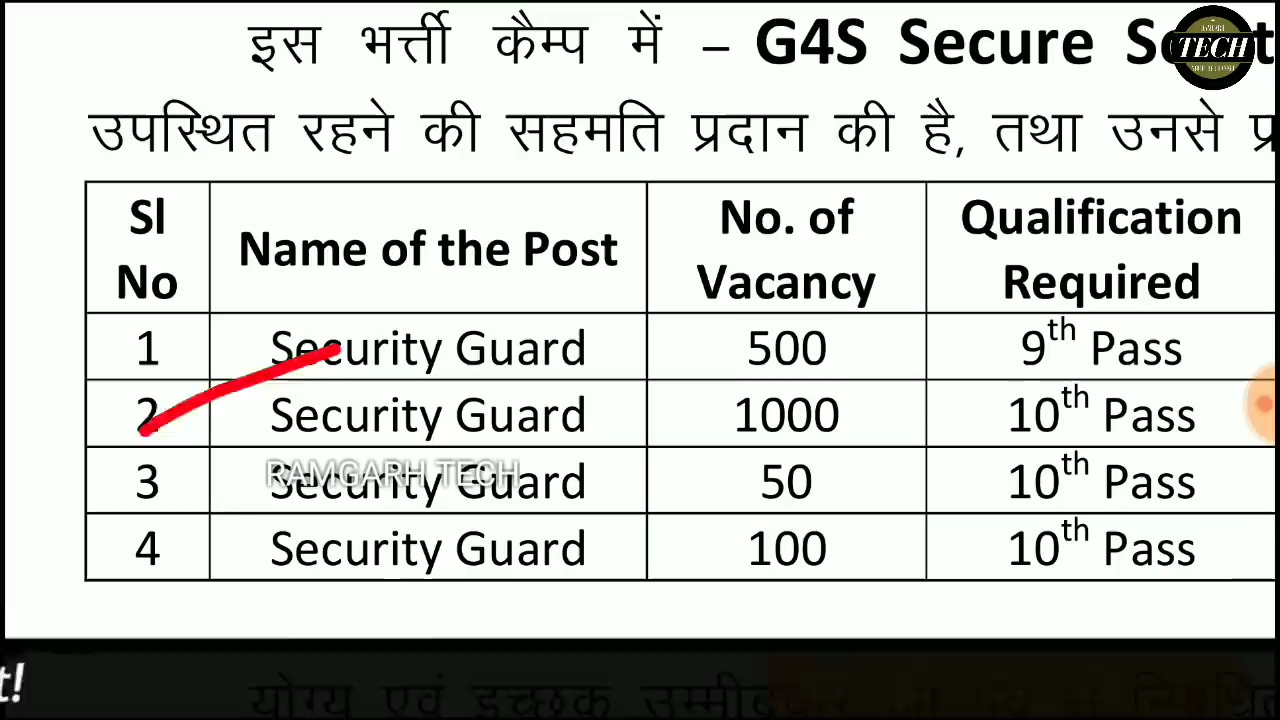 इस भर्त्ती कैम्प में – G4S Secure
TECH
उपस्थित रहने की सहमति प्रदान की है, तथा उनसे
Sl No Name of the Post No. of Vacancy Qualification Required
1 Security Guard 500 9th Pass
2 Security Guard 1000 10th Pass
RAMGARH TECH
3 Security Guard 50 10th Pass
4 Security Guard 100 10th Pass
t!
योग्य एवं इच्छुक